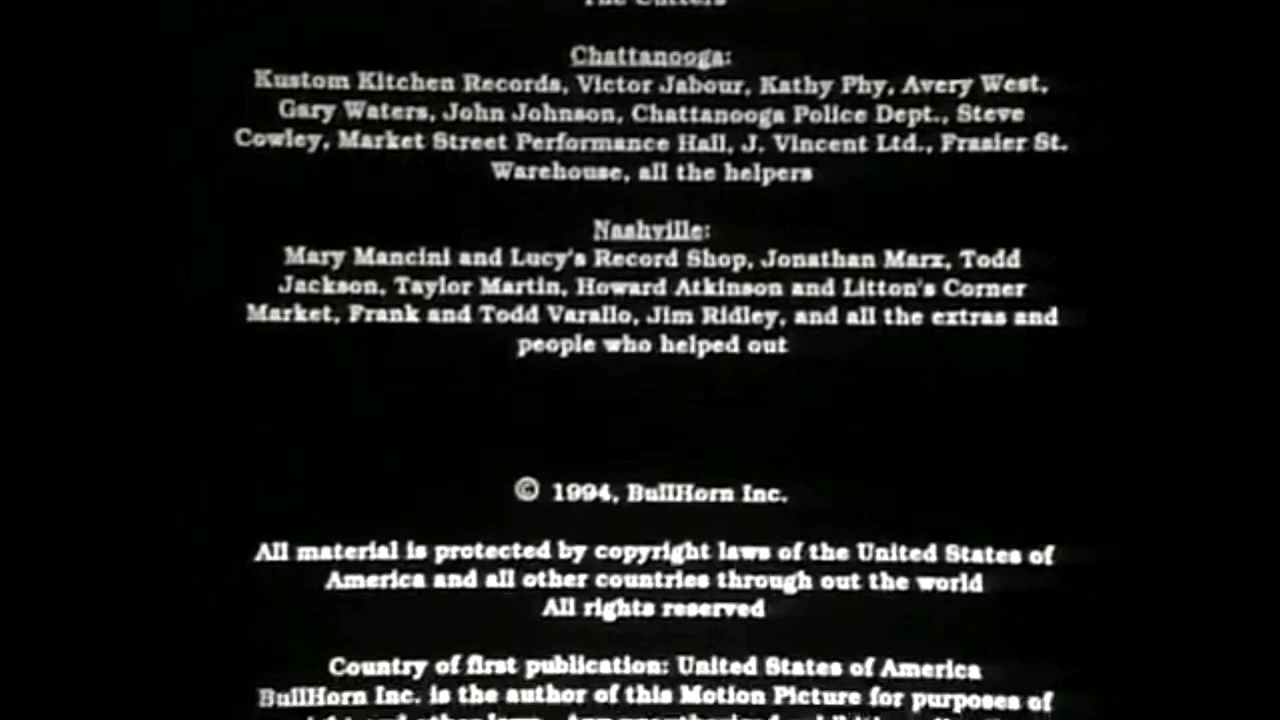 Chattanooga:
Kustom Kitchen Records, Victor Jabour, Kathy Phy, Avery West,
Gary Waters, John Johnson, Chattanooga Police Dept., Steve
Cowley, Market Street Performance Hall, J. Vincent Ltd., Frasier St.
Warehouse, all the helpers
Nashville:
Mary Mancini and Lucy's Record Shop, Jonathan Marx, Todd
Jackson, Taylor Martin, Howard Atkinson and Litton's Corner
Market, Frank and Todd Varallo, Jim Ridley, and all the extras and
people who helped out
© 1994, BullHorn Inc.
All material is protected by copyright laws of the United States of
America and all other countries through out the world
All rights reserved
Country of first publication: United States of America
BullHorn Inc. is the author of this Motion Picture for purposes of